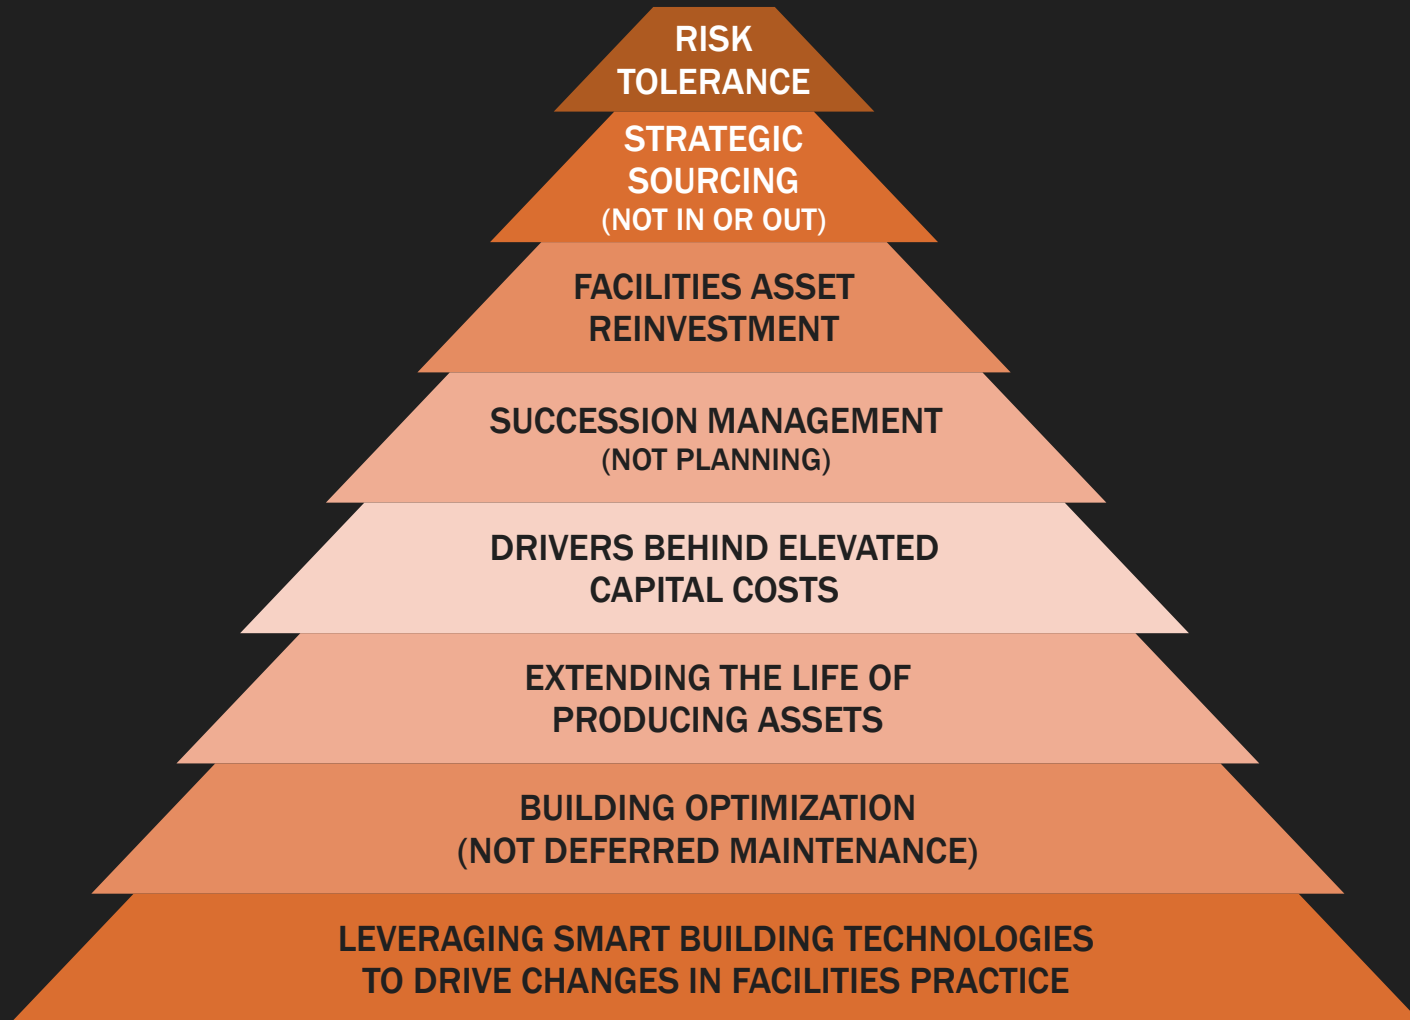 RISK
TOLERANCE
STRATEGIC
SOURCING
(NOT IN OR OUT)
FACILITIES ASSET
REINVESTMENT
SUCCESSION MANAGEMENT
(NOT PLANNING)
DRIVERS BEHIND ELEVATED
CAPITAL COSTS
EXTENDING THE LIFE OF
PRODUCING ASSETS
BUILDING OPTIMIZATION
(NOT DEFERRED MAINTENANCE)
LEVERAGING SMART BUILDING TECHNOLOGIES
TO DRIVE CHANGES IN FACILITIES PRACTICE